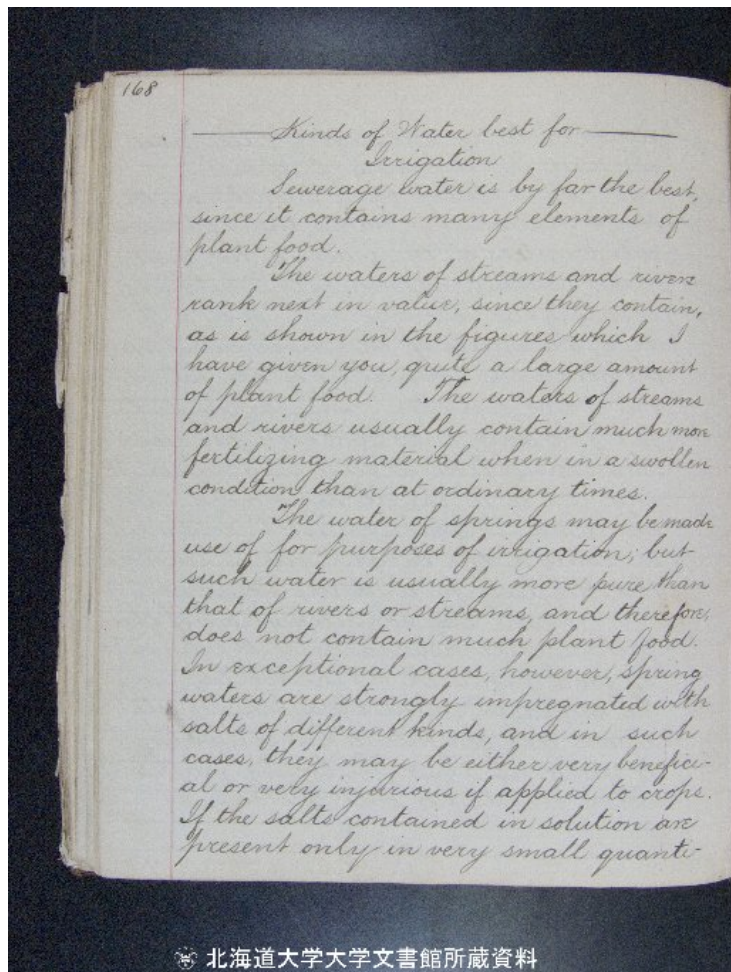 168
Kinds of Water best for
Irrigation
Sewerage water is by far the best,
since it contains many elements of
plant food.
The waters of streams and rivers
rank next in value, since they contain,
as is shown in the figures which I
have given you, quite a large amount
of plant food. The waters of streams
and rivers usually contain much more
fertilizing material when in a swollen
condition than at ordinary times.
The water of springs may be made
use of for purposes of irrigation; but
such water is usually more pure than
that of rivers or streams, and therefore,
does not contain much plant food.
In exceptional cases, however, spring
waters are strongly impregnated with
salts of different kinds, and in such
cases, they may be either very benefici-
al or very injurious if applied to crops.
If the salts contained in solution are
present only in very small quanti-
北海道大学大学文書館所蔵資料